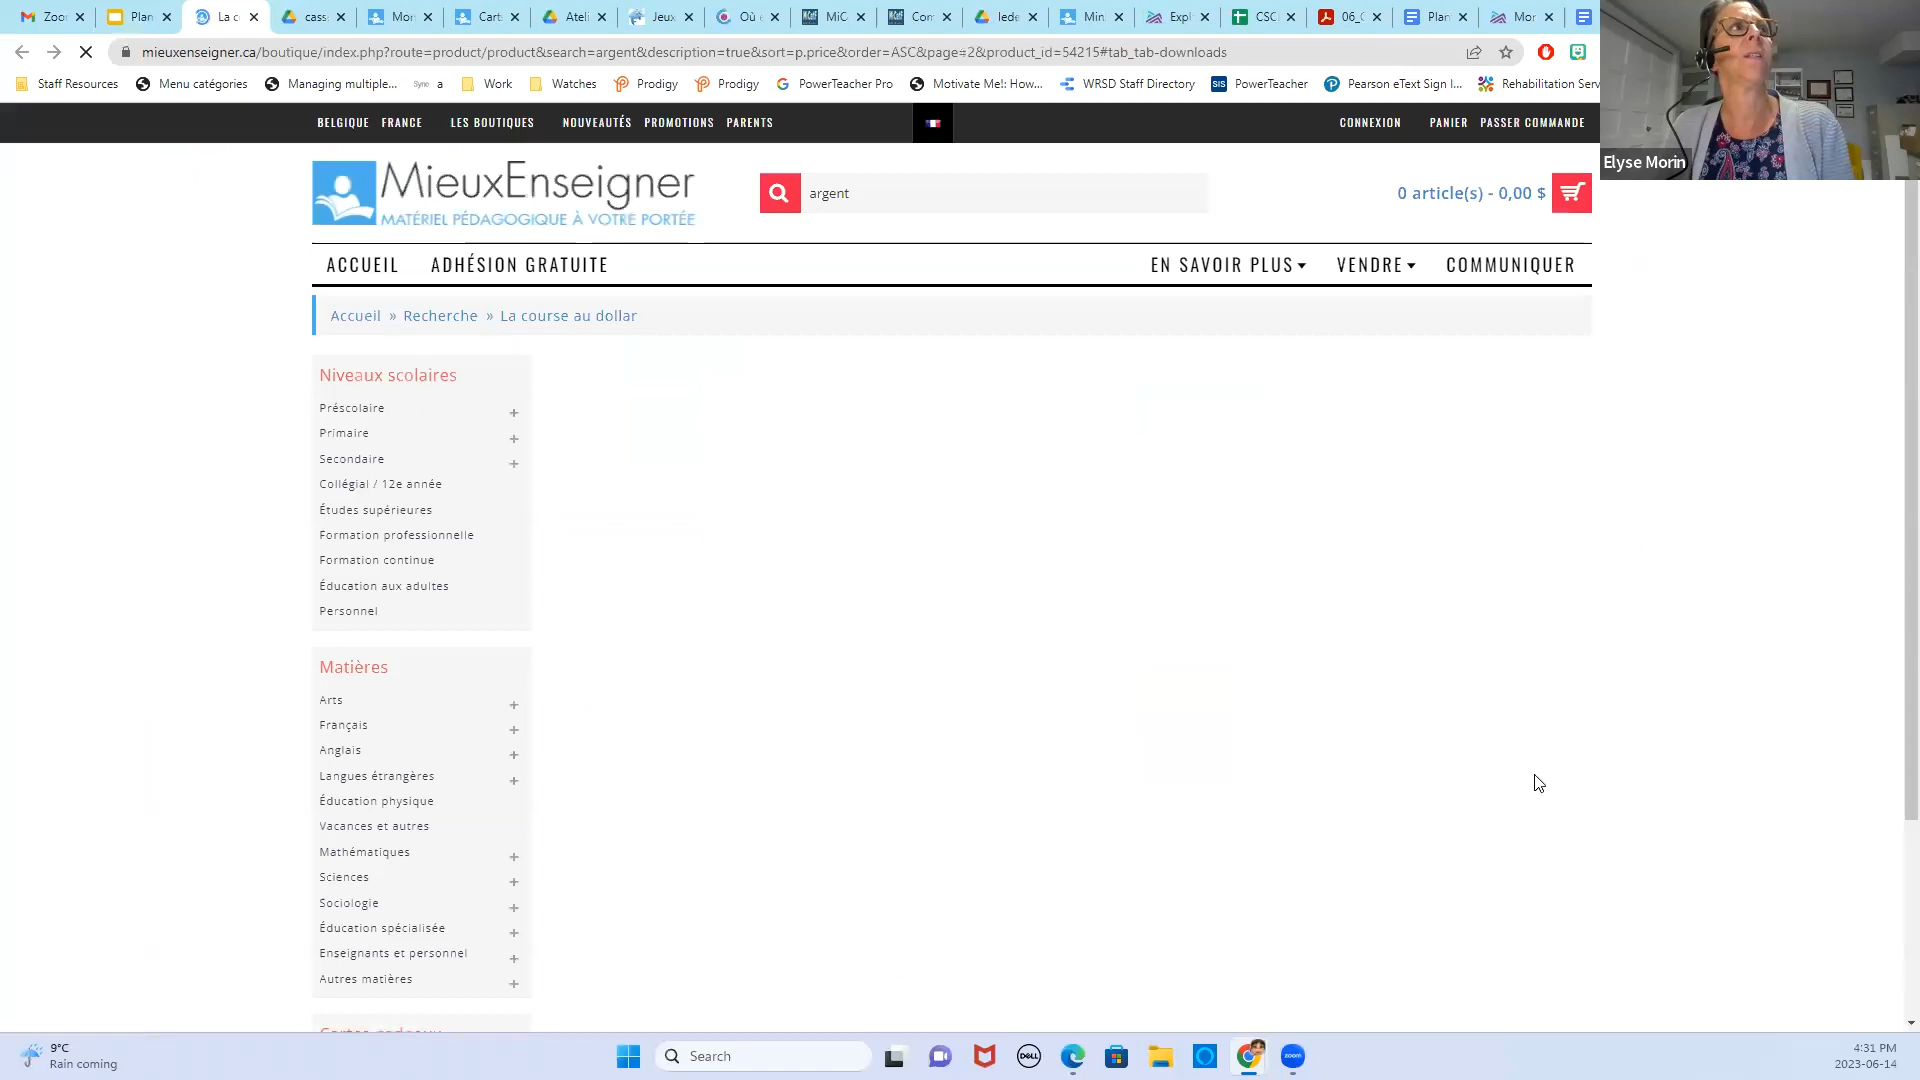 Zoo
Plan
La c
cass
Mor
Carts
Ateli
Jeux
Où e
MiC
Con
lede
Min
Expl
CSC
06_C
Plan
Mor
mieuxenseigner.ca/boutique/index.php?route=product/product&search=argent&description=true&sort=p.price&order=ASC&page=2&product_id=54215#tab_tab-downloads
Staff Resources
Menu catégories
Managing multiple...
Sync a
Work
Watches
Prodigy
Prodigy
PowerTeacher Pro
Motivate Me!: How...
WRSD Staff Directory
SIS PowerTeacher
Pearson eText Sign I...
Rehabilitation Serv
BELGIQUE FRANCE LES BOUTIQUES NOUVEAUTÉS PROMOTIONS PARENTS CONNEXION PANIER PASSER COMMANDE
Elyse Morin
MieuxEnseigner
MATÉRIEL PÉDAGOGIQUE À VOTRE PORTÉE
argent
0 article(s) - 0,00 $
ACCUEIL ADHÉSION GRATUITE EN SAVOIR PLUS VENDRE COMMUNIQUER
Accueil » Recherche » La course au dollar
Niveaux scolaires
Préscolaire +
Primaire +
Secondaire +
Collégial / 12e année
Études supérieures
Formation professionnelle
Formation continue
Éducation aux adultes
Personnel
Matières
Arts +
Français +
Anglais +
Langues étrangères +
Éducation physique
Vacances et autres
Mathématiques +
Sciences +
Sociologie +
Éducation spécialisée +
Enseignants et personnel +
Autres matières +
9°C
Rain coming
Search
DELL
zoom
4:31 PM
2023-06-14